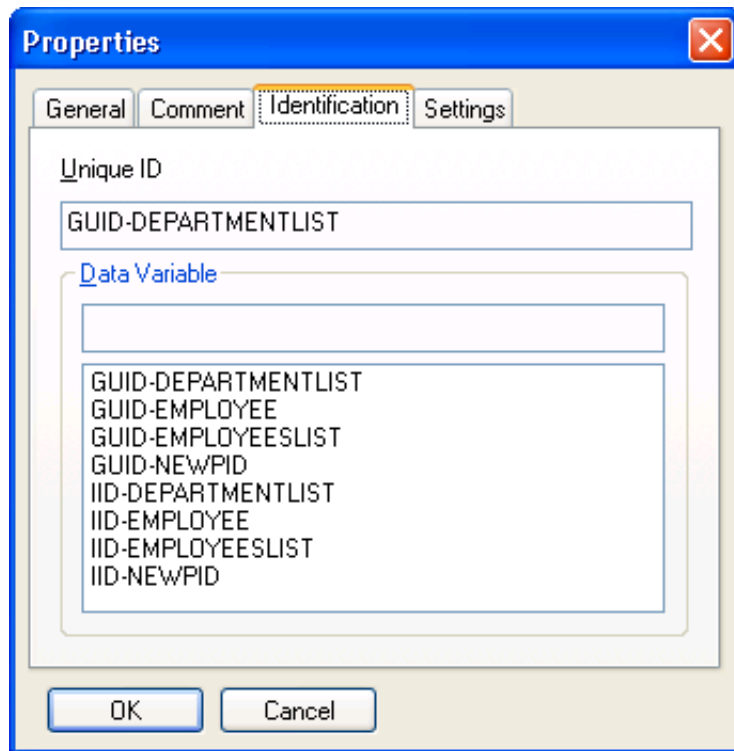 Properties
General Comment Identification Settings
Unique ID
GUID-DEPARTMENTLIST
Data Variable
GUID-DEPARTMENTLIST
GUID-EMPLOYEE
GUID-EMPLOYEESLIST
GUID-NEWPID
IID-DEPARTMENTLIST
IID-EMPLOYEE
IID-EMPLOYEESLIST
IID-NEWPID
OK Cancel